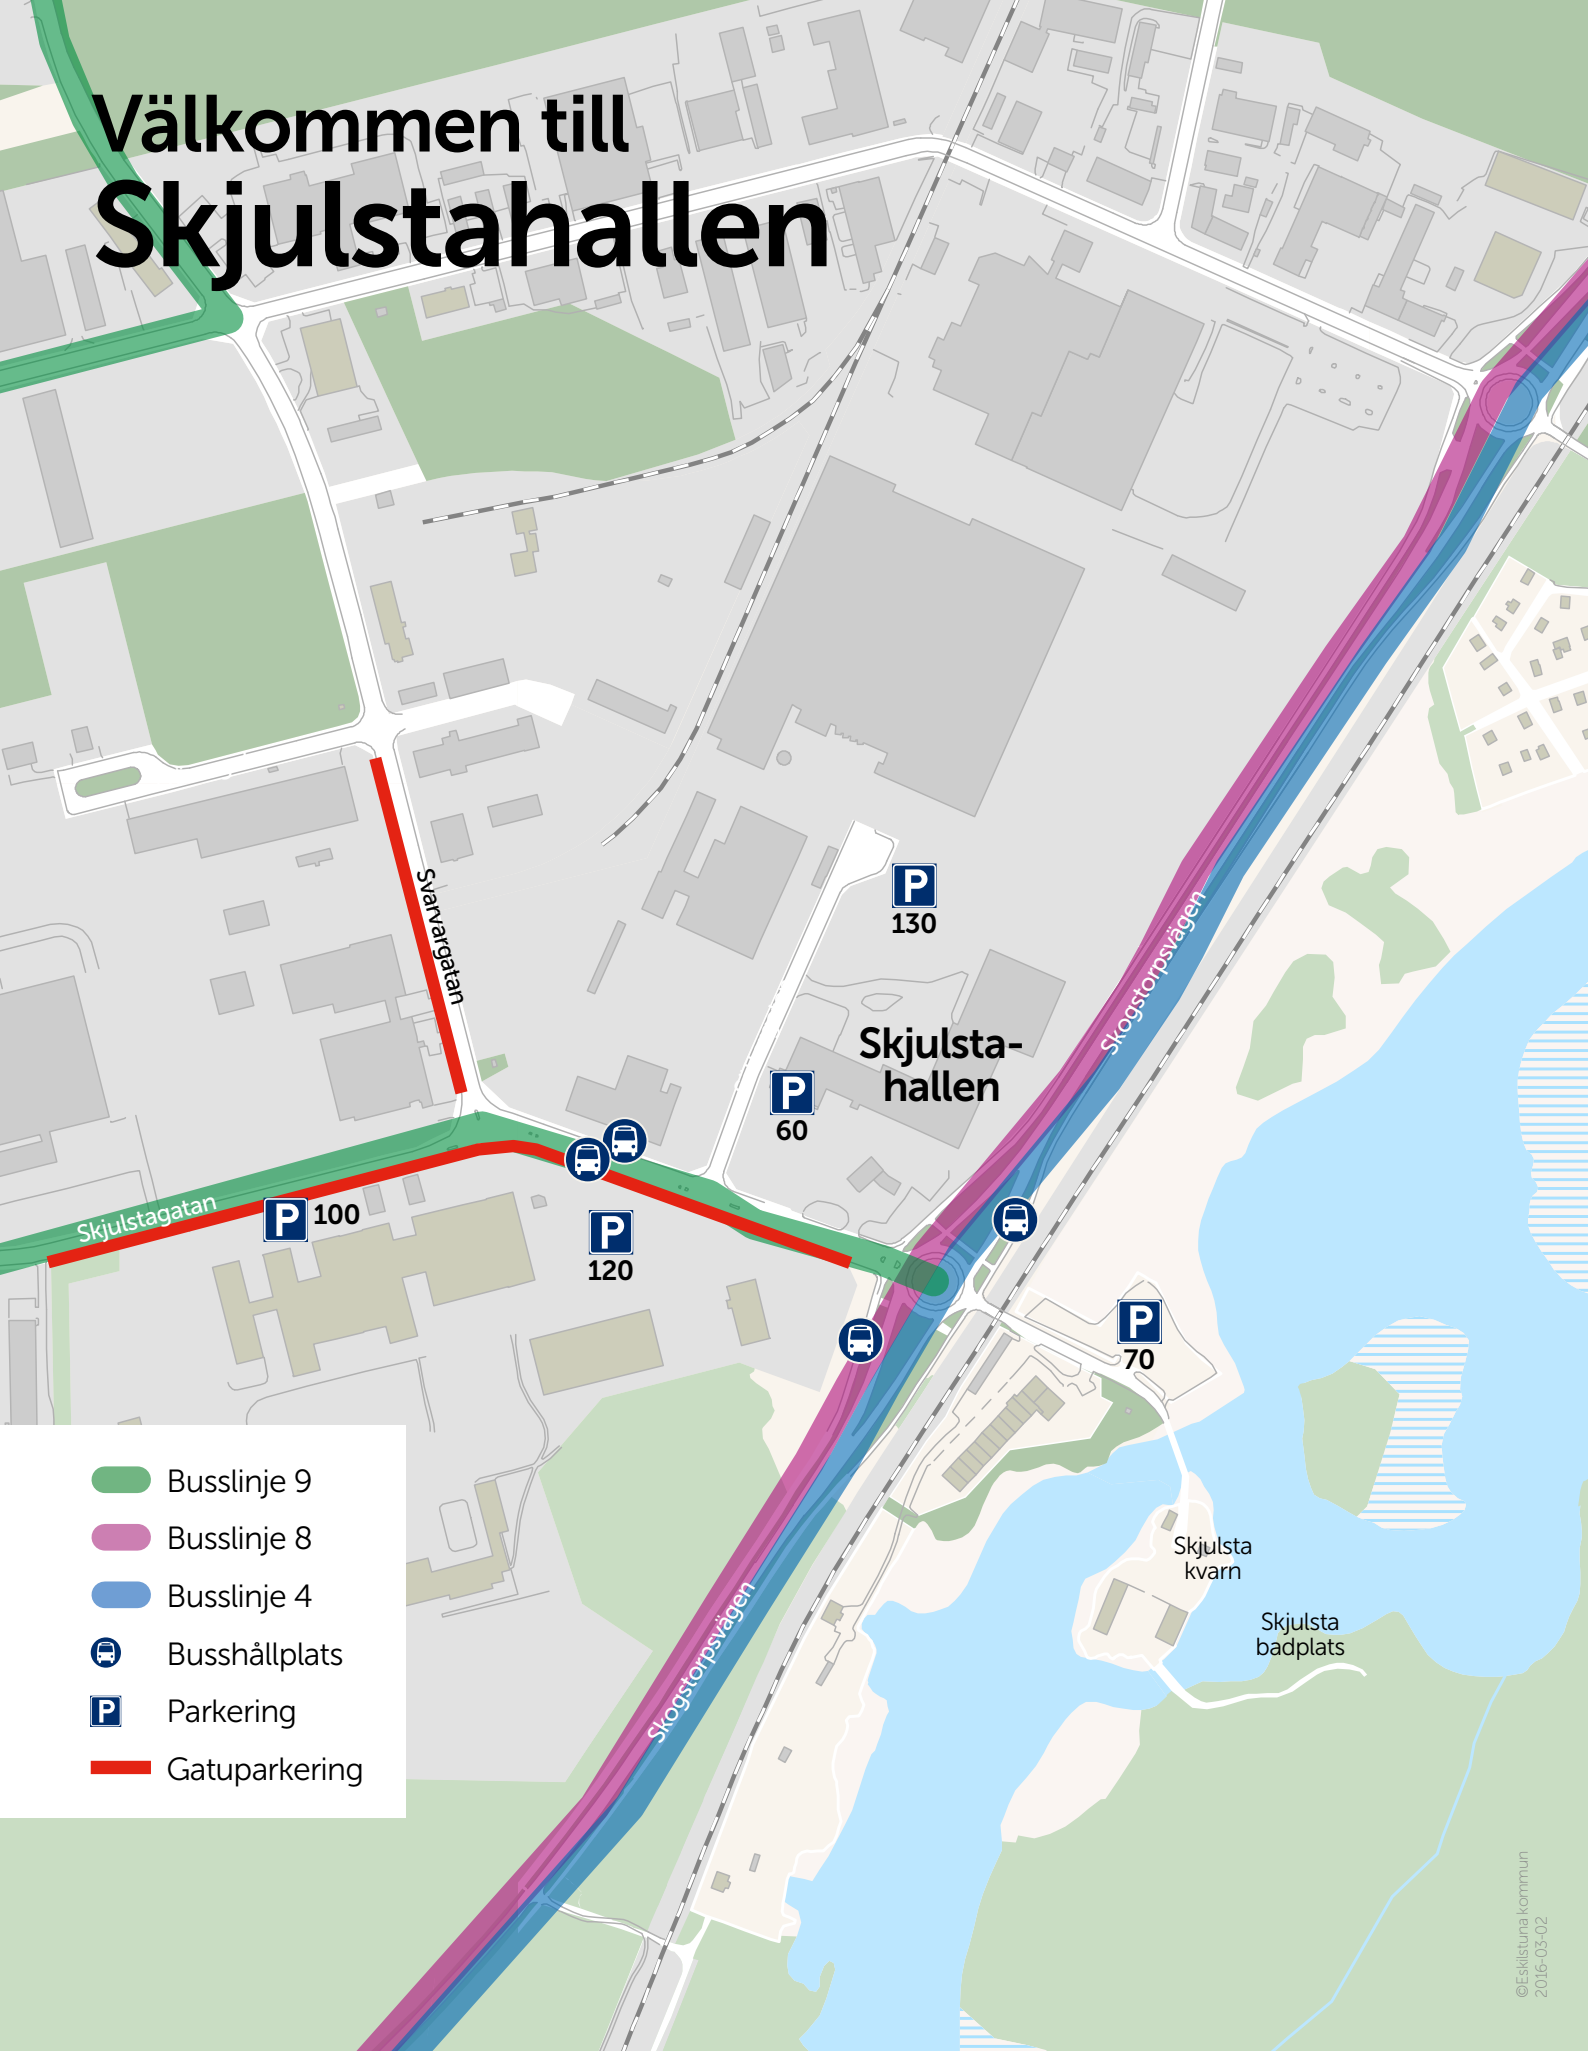 Välkommen till
Skjulstahallen
Svarvargatan
P
130
Skogstorpsvägen
Skjulsta-
hallen
P
60
Skjulstagatan
P 100
P
120
P
70
Busslinje 9
Busslinje 8
Busslinje 4
Busshållplats
P Parkering
Gatuparkering
Skogstorpsvägen
Skjulsta
kvarn
Skjulsta
badplats
©Eskilstuna kommun
2016-03-02